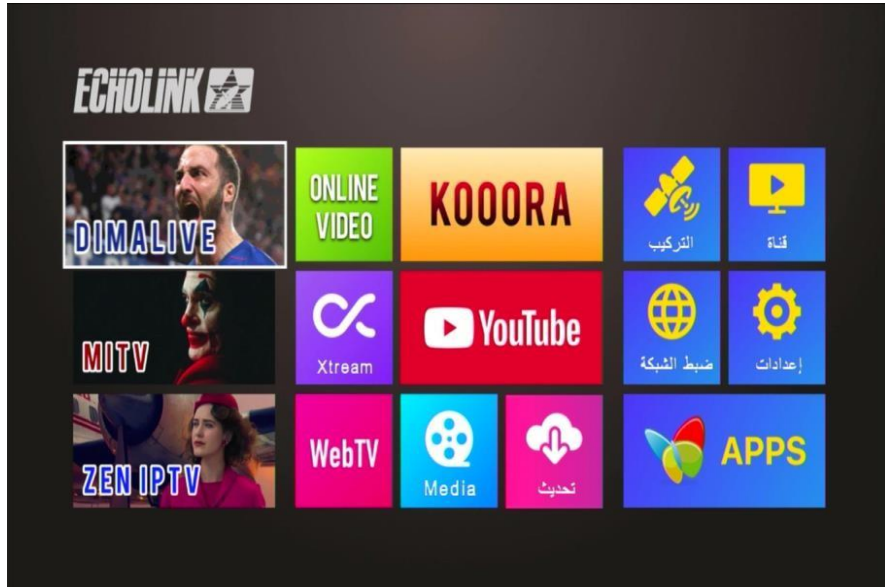 ECHOLINK
DIMALIVE
ONLINE
VIDEO
KOOORA
التركيب
قناة
MITV
Xtream
YouTube
ضبط الشبكة
إعدادات
ZEN IPTV
WebTV
Media
تحديث
APPS